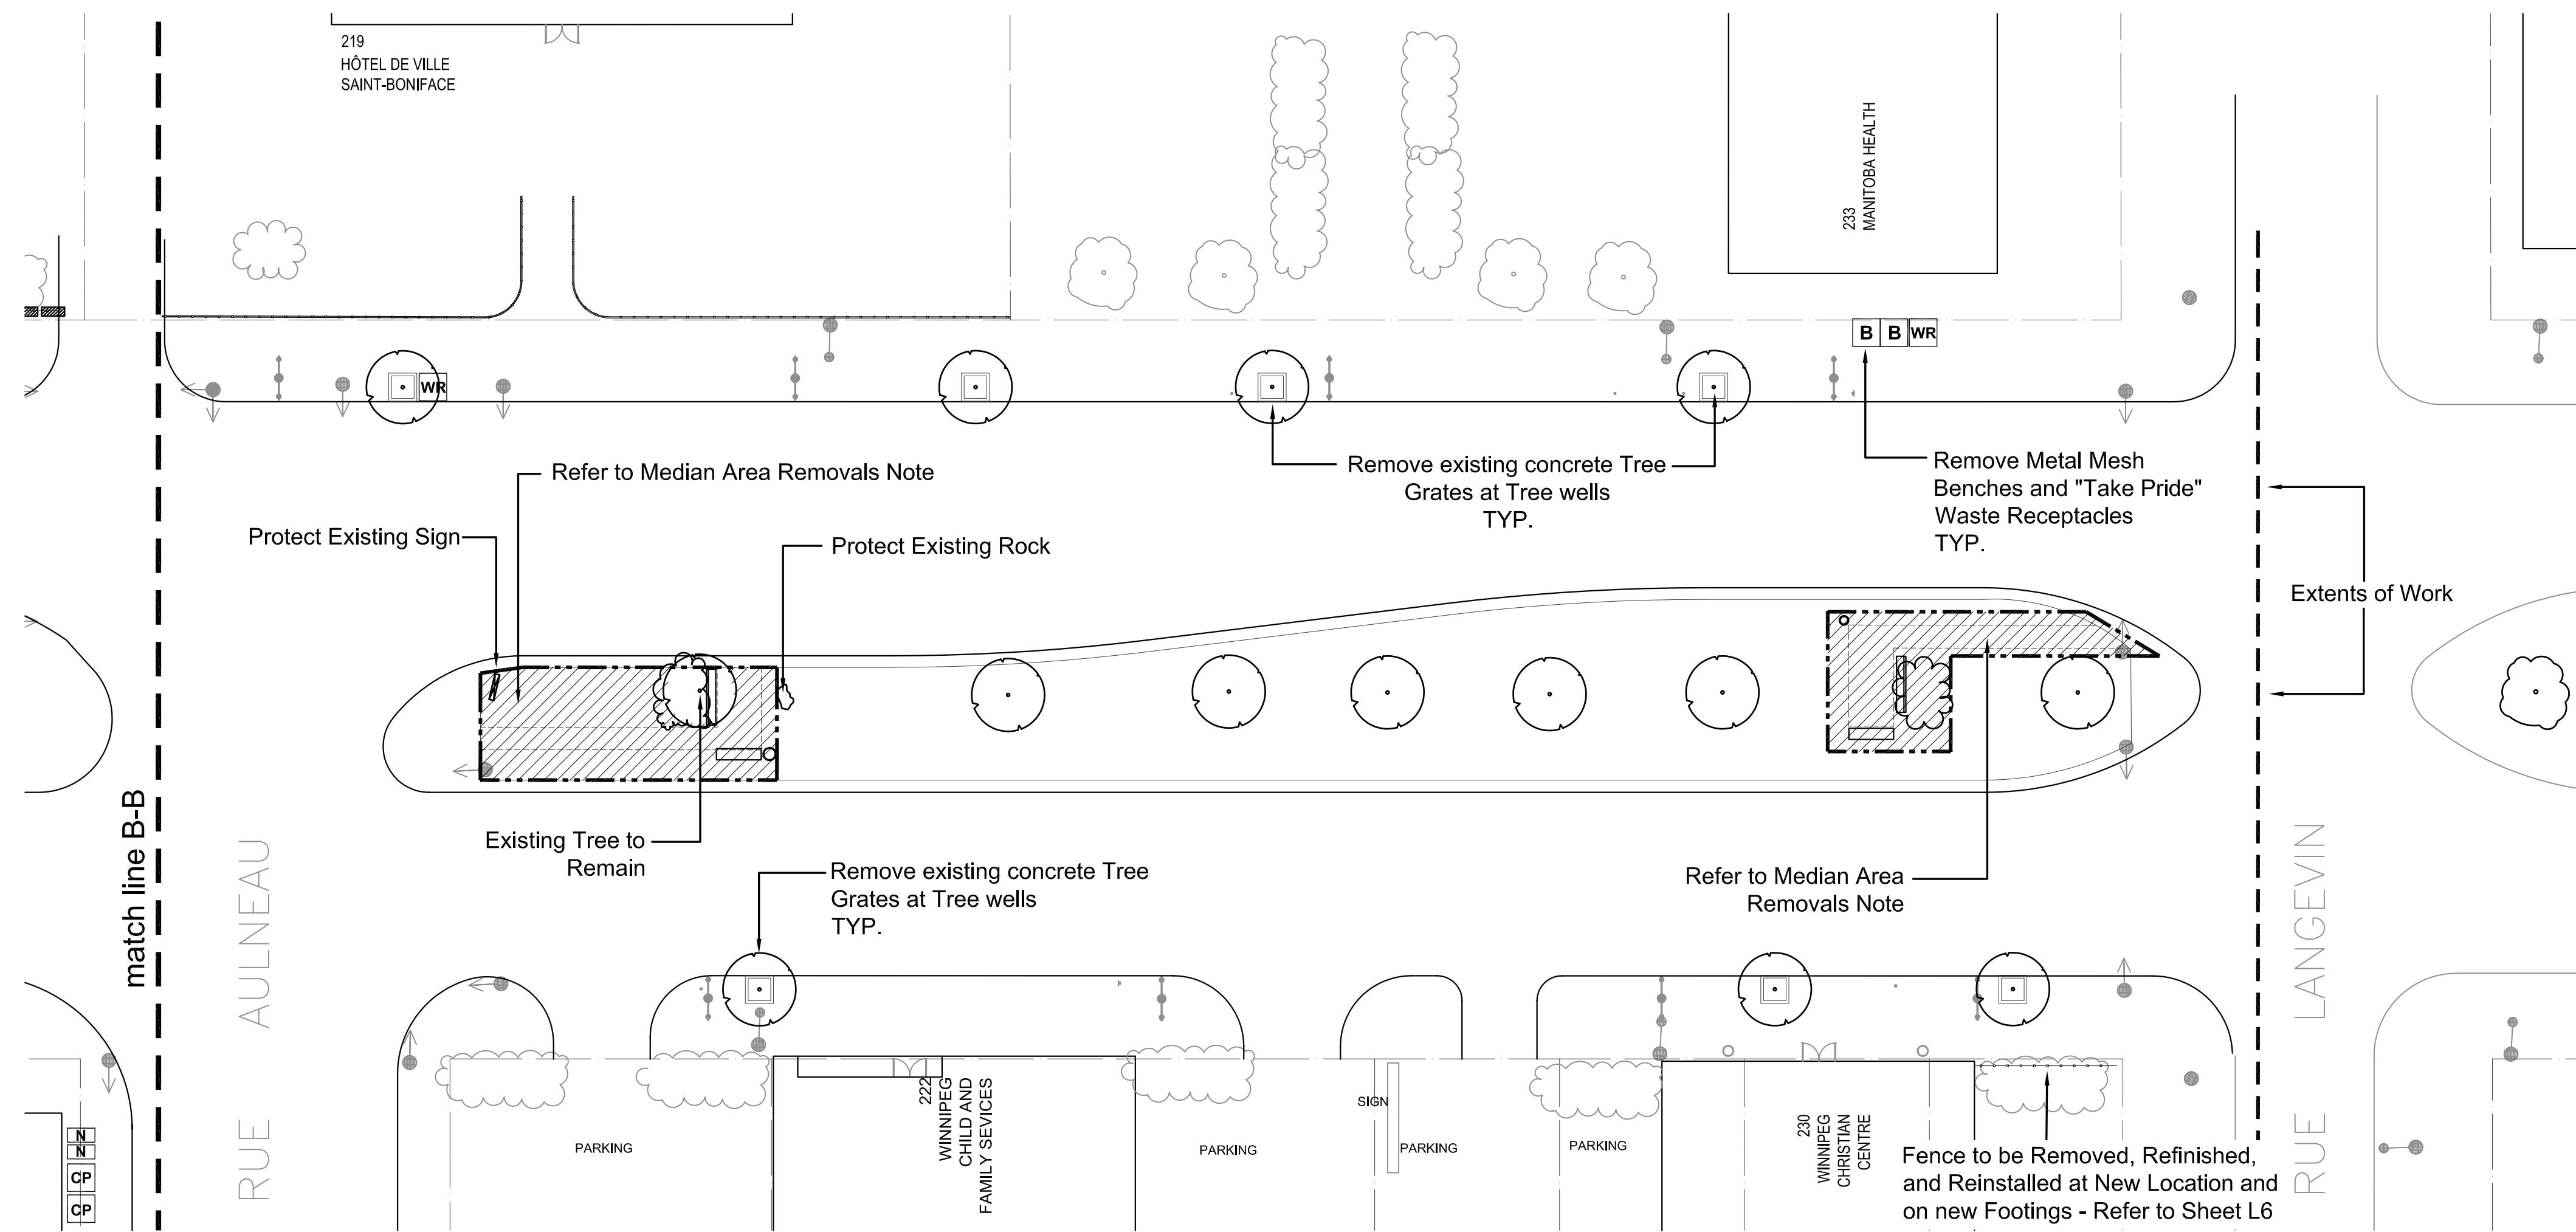 219
HÔTEL DE VILLE
SAINT-BONIFACE
233
MANITOBA HEALTH
B B WR
WR
Refer to Median Area Removals Note
Remove existing concrete Tree
Grates at Tree wells
TYP.
Remove Metal Mesh
Benches and "Take Pride"
Waste Receptacles
TYP.
Protect Existing Sign
Protect Existing Rock
Extents of Work
match line B-B
RUE AULNEAU
Existing Tree to
Remain
Remove existing concrete Tree
Grates at Tree wells
TYP.
Refer to Median Area
Removals Note
RUE LANGEVIN
N
N
CP
CP
PARKING
222
WINNIPEG
CHILD AND
FAMILY SEVICES
PARKING
SIGN
PARKING
PARKING
230
WINNIPEG
CHRISTIAN
CENTRE
Fence to be Removed, Refinished,
and Reinstalled at New Location and
on new Footings - Refer to Sheet L6